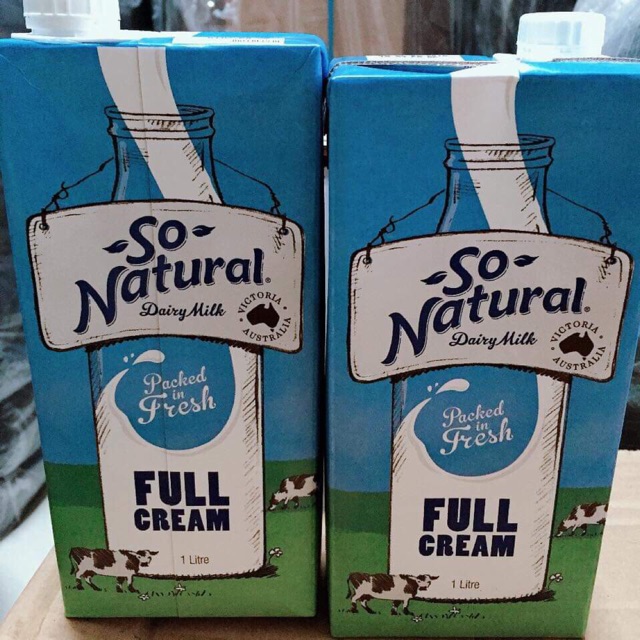 So
Natural®
Dairy Milk
VICTORIA
AUSTRALIA
Packed
in
Fresh
FULL
CREAM
1 Litre
So
Natural®
Dairy Milk
VICTORIA
AUSTRALIA
Packed
in
Fresh
FULL
CREAM
1 Litre